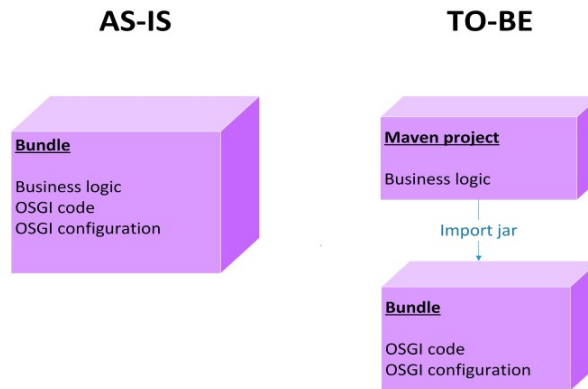 AS-IS
TO-BE
Bundle
Business logic
OSGI code
OSGI configuration
Maven project
Business logic
Import jar
Bundle
OSGI code
OSGI configuration